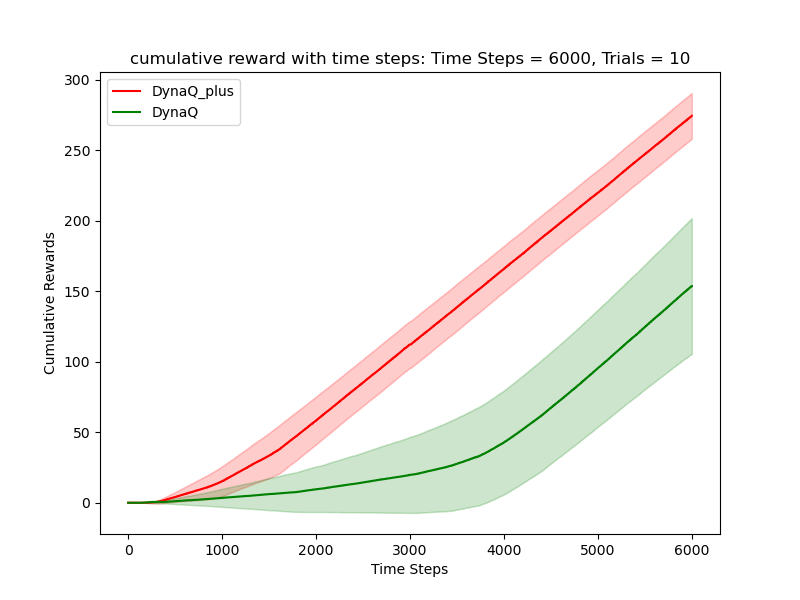 cumulative reward with time steps: Time Steps = 6000, Trials = 10
DynaQ_plus
DynaQ
Cumulative Rewards
300
250
200
150
100
50
0
0 1000 2000 3000 4000 5000 6000
Time Steps